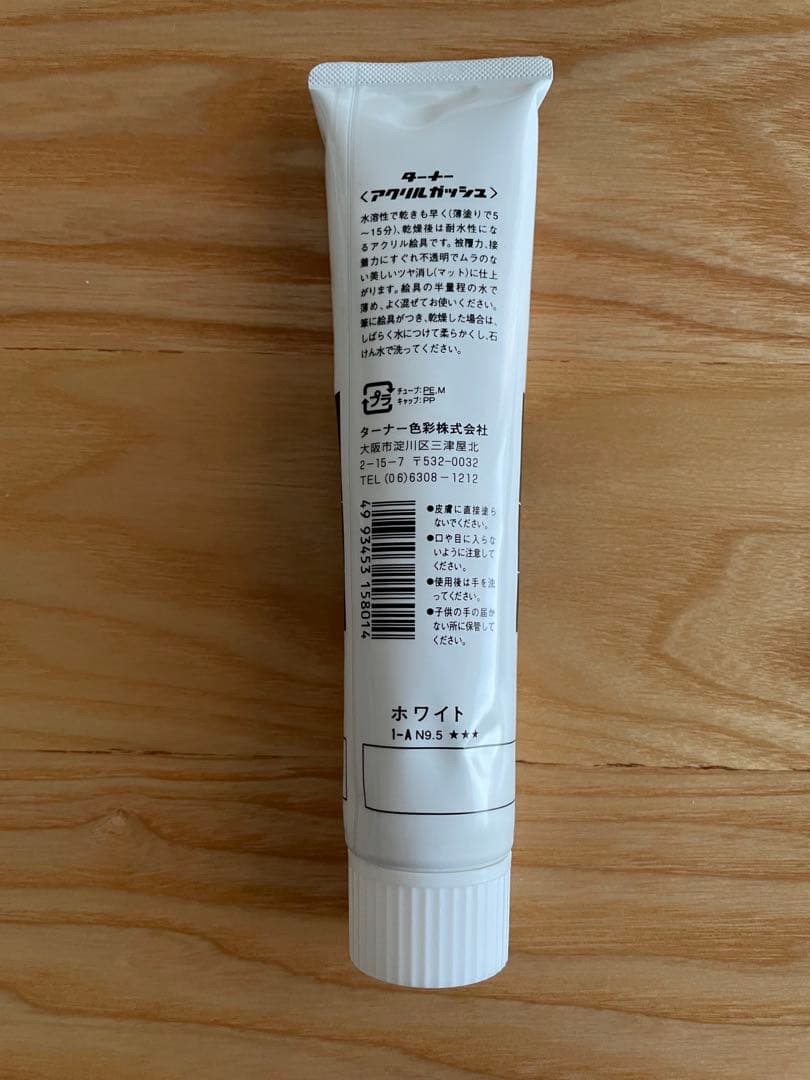 ターナー
〈アクリルガッシュ〉
水溶性で乾きも早く(薄塗りで5
〜15分)、乾燥後は耐水性にな
るアクリル絵具です。被覆力、接
着力にすぐれ不透明でムラのな
い美しいツヤ消し(マット)に仕上
がります。絵具の半量程の水で
薄め、よく混ぜてお使いください。
筆に絵具がつき、乾燥した場合は、
しばらく水につけて柔らかくし、石
けん水で洗ってください。
プラ
チューブ:PE,M
キャップ:PP
ターナー色彩株式会社
大阪市淀川区三津屋北
2-15-7 〒532-0032
TEL (06)6308-1212
49 93453 158014
●皮膚に直接塗ら
ないでください。
●口や目に入らな
いように注意して
ください。
●使用後は手を洗
ってください。
●子供の手の届か
ない所に保管して
ください。
ホワイト
1-A N9.5 ★★★